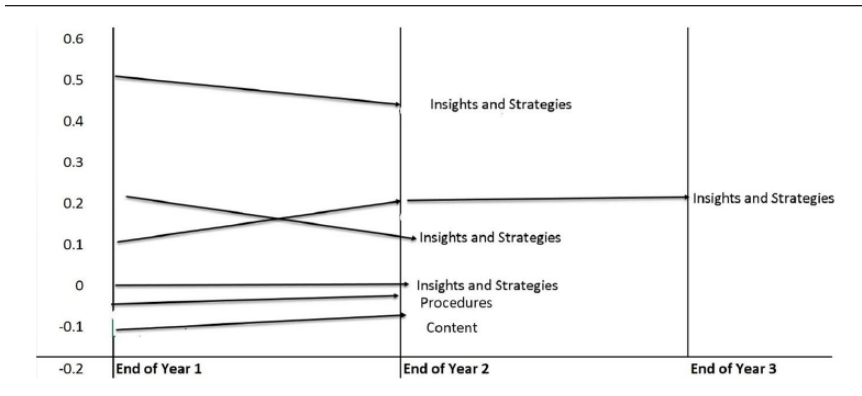 0.6
0.5
Insights and Strategies
0.4
0.3
0.2
Insights and Strategies
0.1
Insights and Strategies
0
Insights and Strategies
Procedures
-0.1
Content
-0.2
End of Year 1
End of Year 2
End of Year 3